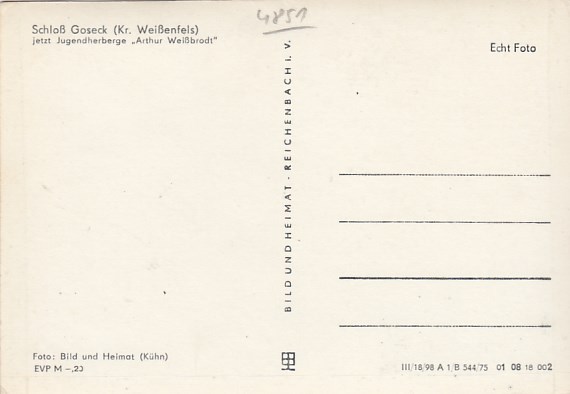 4851
Schloß Goseck (Kr. Weißenfels)
jetzt Jugendherberge „Arthur Weißbrodt"
Echt Foto
BILD UND HEIMAT · REICHENBACH I. V.
Foto: Bild und Heimat (Kühn)
EVP M –,23
III/18/98 A 1/B 544/75 01 08 18 002